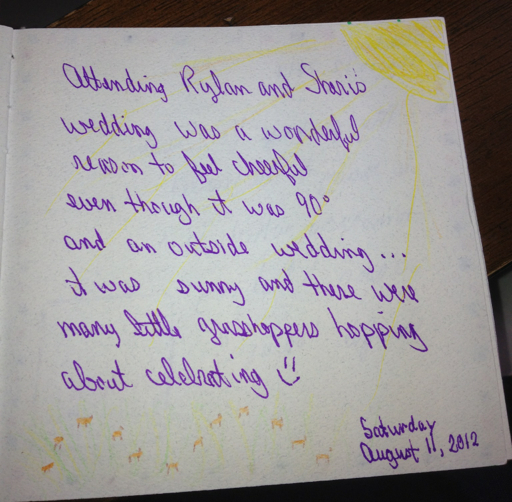 Attending Rylan and Shari's
wedding was a wonderful
reason to feel cheerful
even though it was 90°
and an outside wedding...
it was sunny and there were
many little grasshoppers hopping
about celebrating
Saturday
August 11, 2012